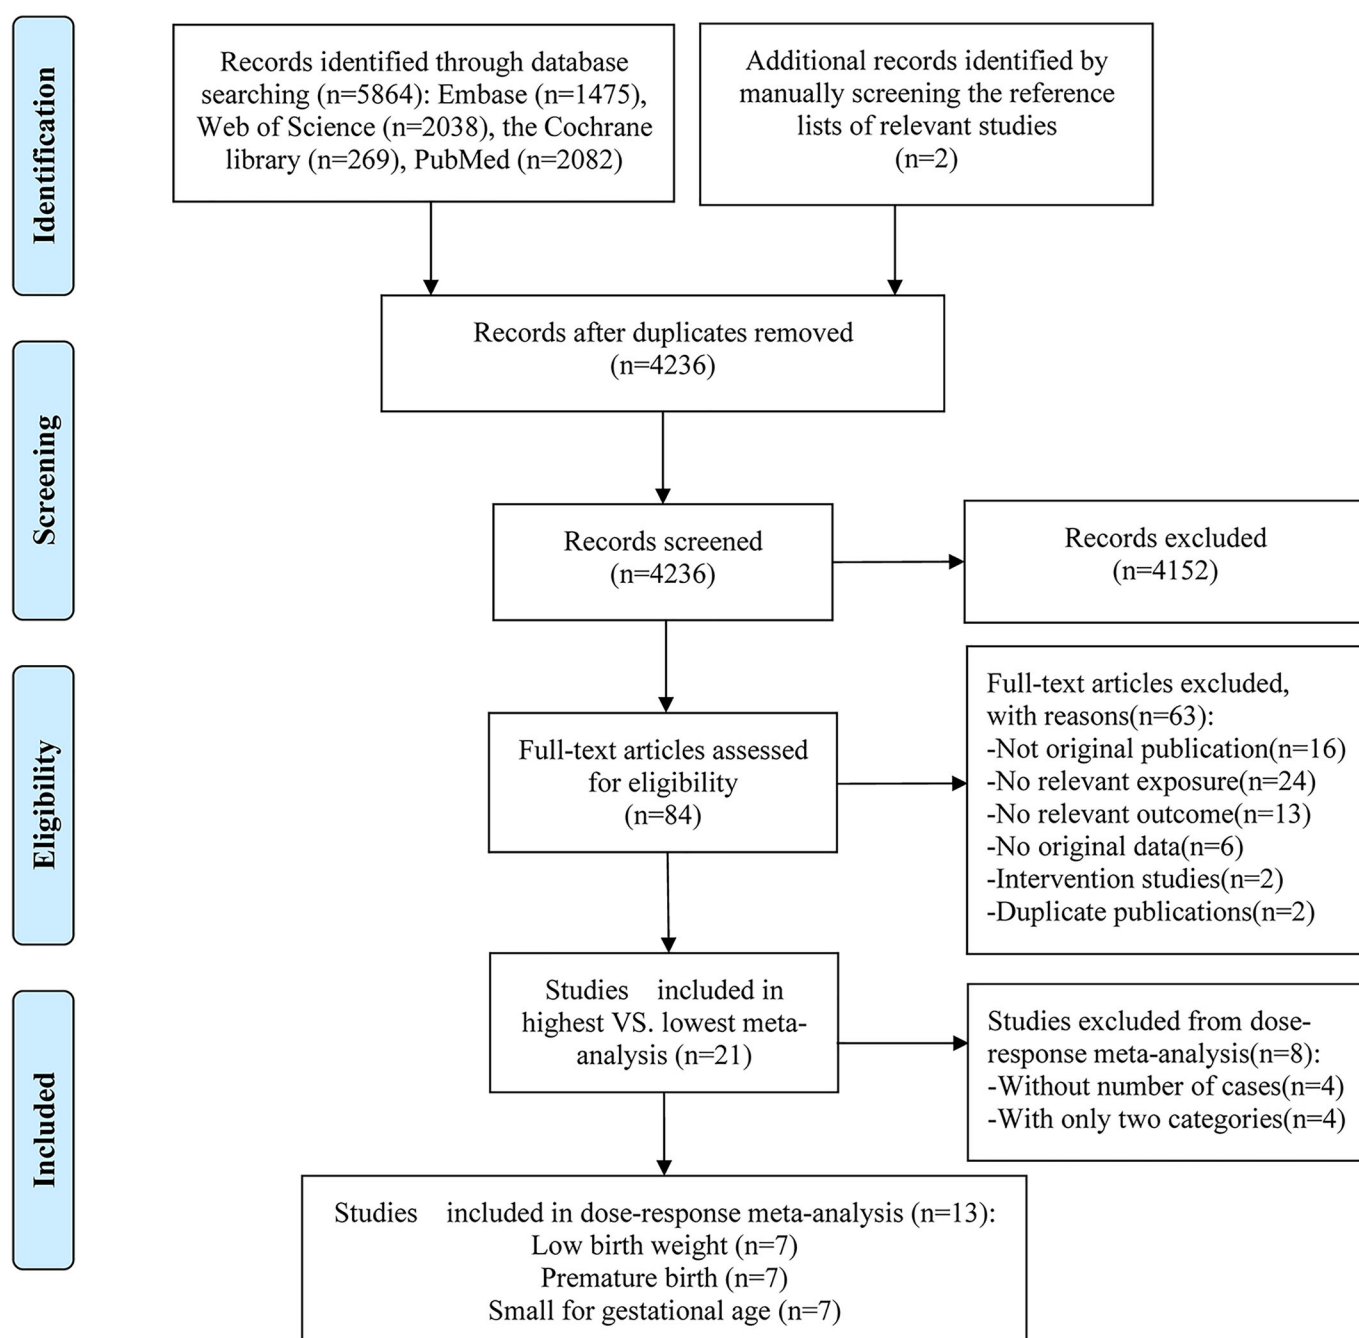 Identification
Records identified through database
searching (n=5864): Embase (n=1475),
Web of Science (n=2038), the Cochrane
library (n=269), PubMed (n=2082)
Additional records identified by
manually screening the reference
lists of relevant studies
(n=2)
Records after duplicates removed
(n=4236)
Screening
Records screened
(n=4236)
Records excluded
(n=4152)
Eligibility
Full-text articles assessed
for eligibility
(n=84)
Full-text articles excluded,
with reasons(n=63):
-Not original publication(n=16)
-No relevant exposure(n=24)
-No relevant outcome(n=13)
-No original data(n=6)
-Intervention studies(n=2)
-Duplicate publications(n=2)
Included
Studies included in
highest VS. lowest meta-
analysis (n=21)
Studies excluded from dose-
response meta-analysis(n=8):
-Without number of cases(n=4)
-With only two categories(n=4)
Studies included in dose-response meta-analysis (n=13):
Low birth weight (n=7)
Premature birth (n=7)
Small for gestational age (n=7)